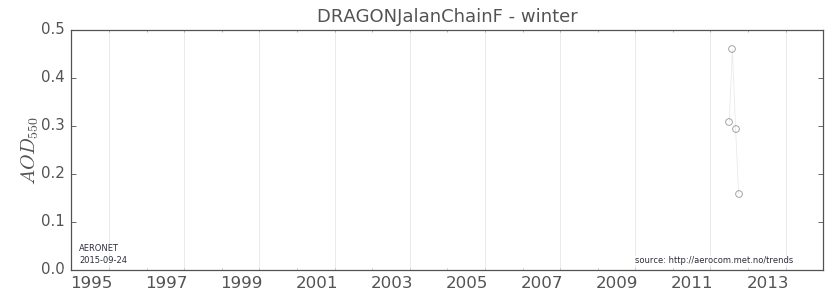 DRAGONJalanChainF - winter
0.5
0.4
0.3
0.2
0.1
0.0
AOD550
AERONET
2015-09-24
source: http://aerocom.met.no/trends
1995 1997 1999 2001 2003 2005 2007 2009 2011 2013